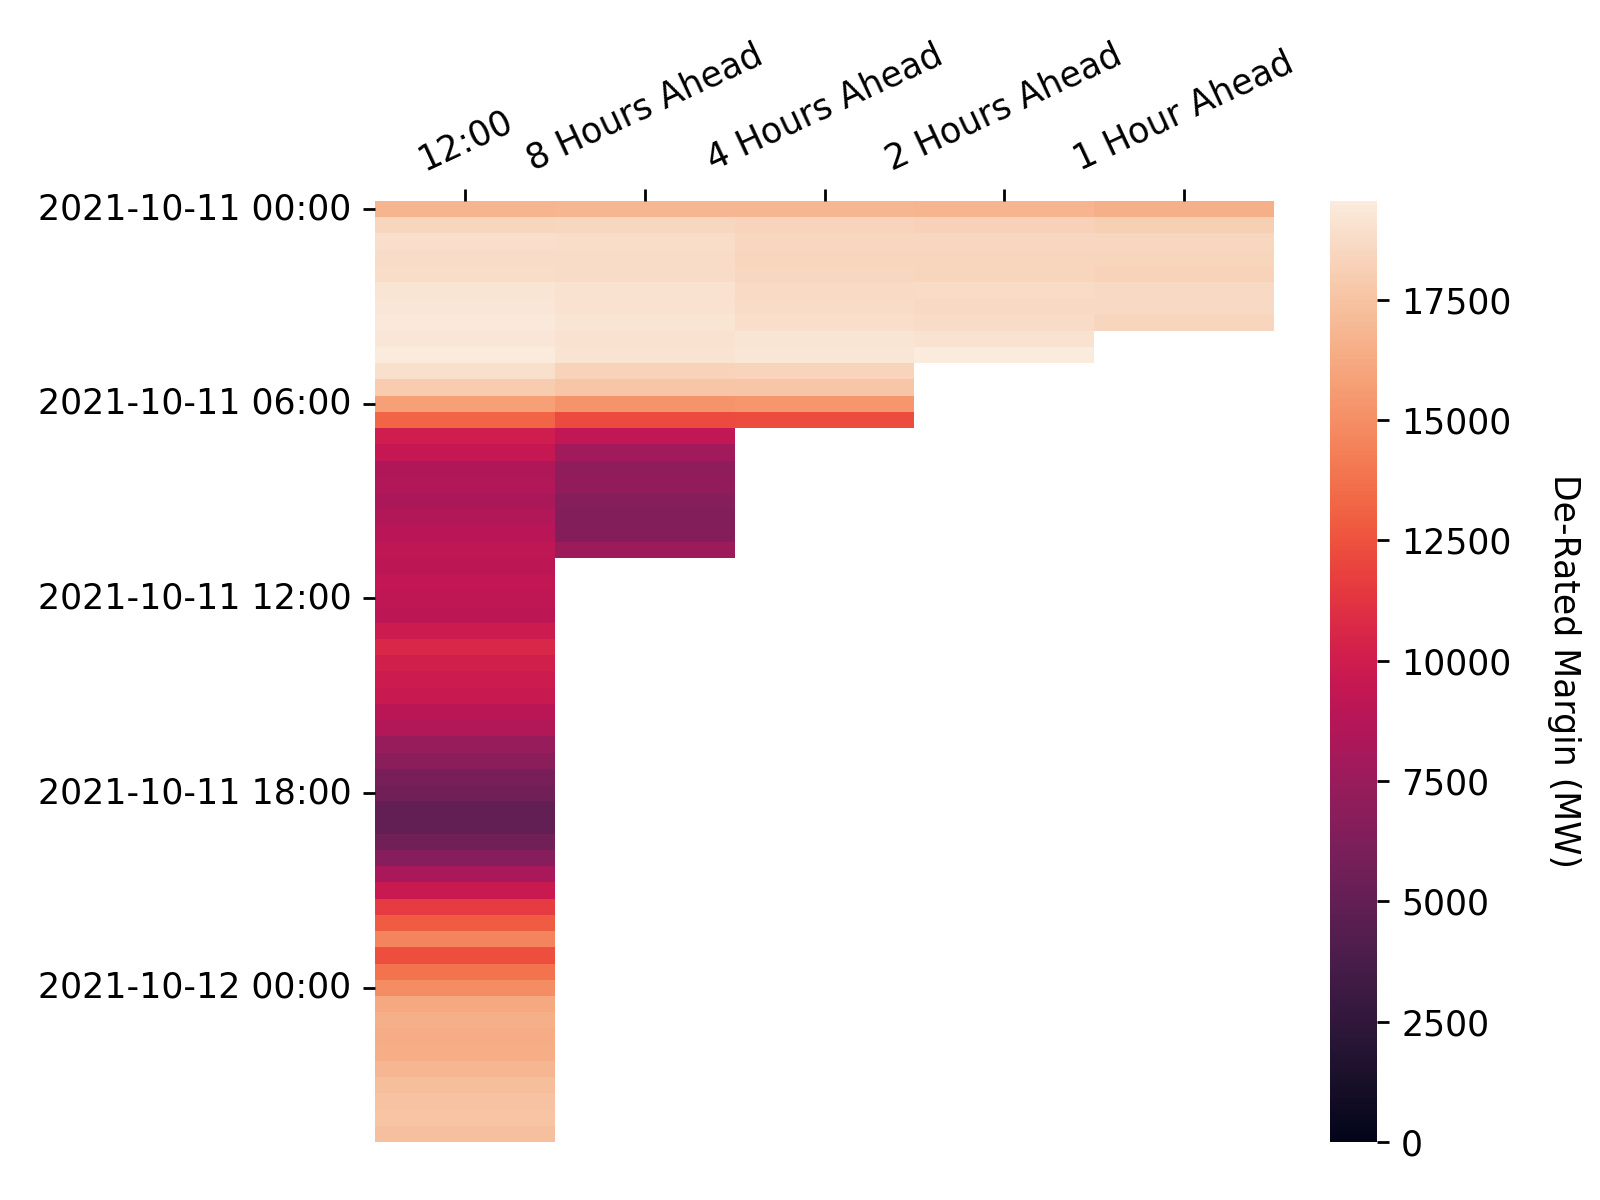 12:00
8 Hours Ahead
4 Hours Ahead
2 Hours Ahead
1 Hour Ahead
2021-10-11 00:00
2021-10-11 06:00
2021-10-11 12:00
2021-10-11 18:00
2021-10-12 00:00
17500
15000
12500
10000
7500
5000
2500
0
De-Rated Margin (MW)